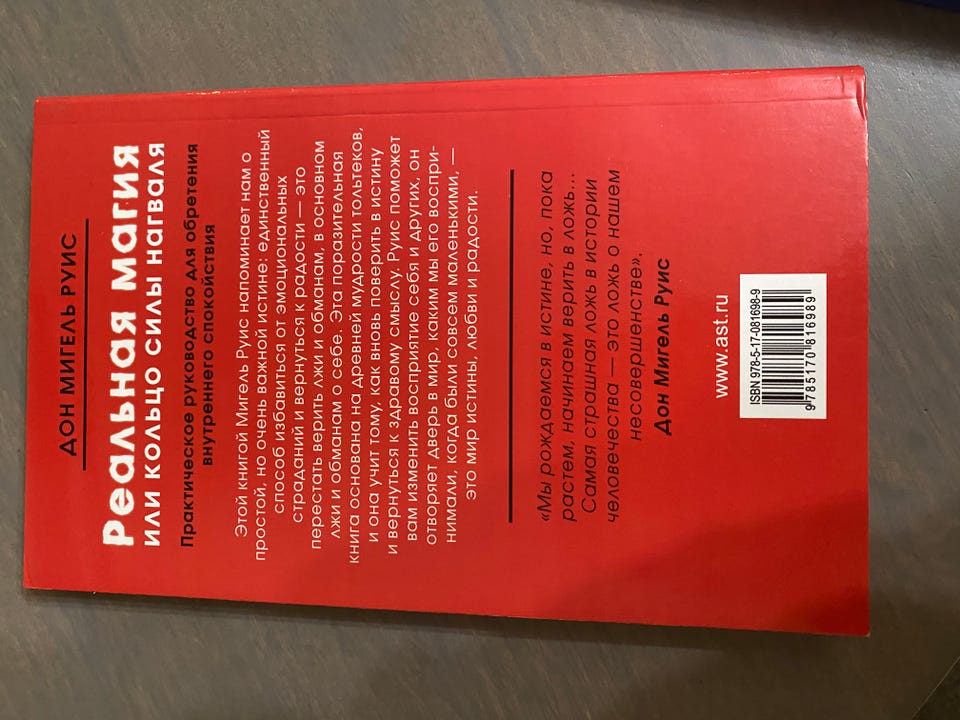 ДОН МИГЕЛЬ РУИС
Реальная магия
или кольцо силы нагваля
Практическое руководство для обретения
внутреннего спокойствия
Этой книгой Мигель Руис напоминает нам о
простой, но очень важной истине: единственный
способ избавиться от эмоциональных
страданий и вернуться к радости — это
перестать верить лжи и обманам, в основном
лжи и обманам о себе. Эта поразительная
книга основана на древней мудрости тольтеков,
и она учит тому, как вновь поверить в истину
и вернуться к здравому смыслу. Руис поможет
вам изменить восприятие себя и других, он
отворяет дверь в мир, каким мы его воспри-
нимали, когда были совсем маленькими, —
это мир истины, любви и радости.
«Мы рождаемся в истине, но, пока
растем, начинаем верить в ложь...
Самая страшная ложь в истории
человечества — это ложь о нашем
несовершенстве».
Дон Мигель Руис
www.ast.ru
ISBN 978-5-17-081698-9
9785170816989